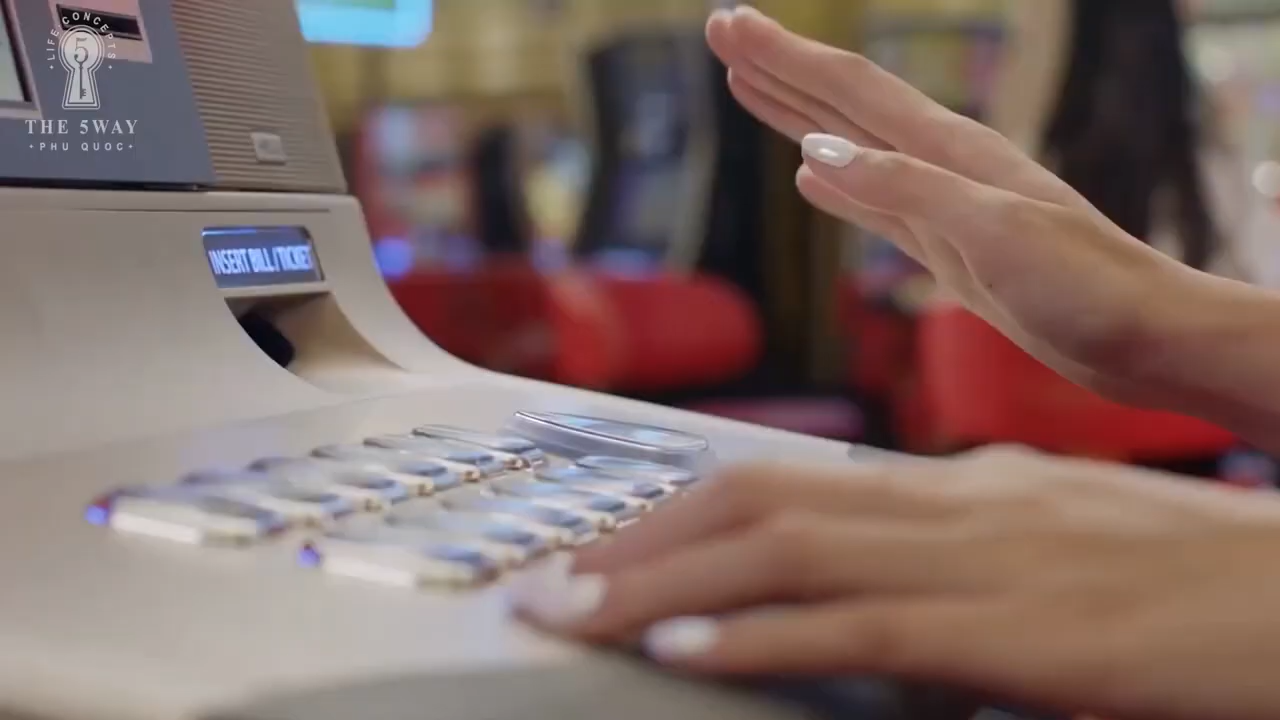 LIFE CONCEPTS
5
THE 5WAY
• PHU QUOC •
INSERT BILL/TICKET